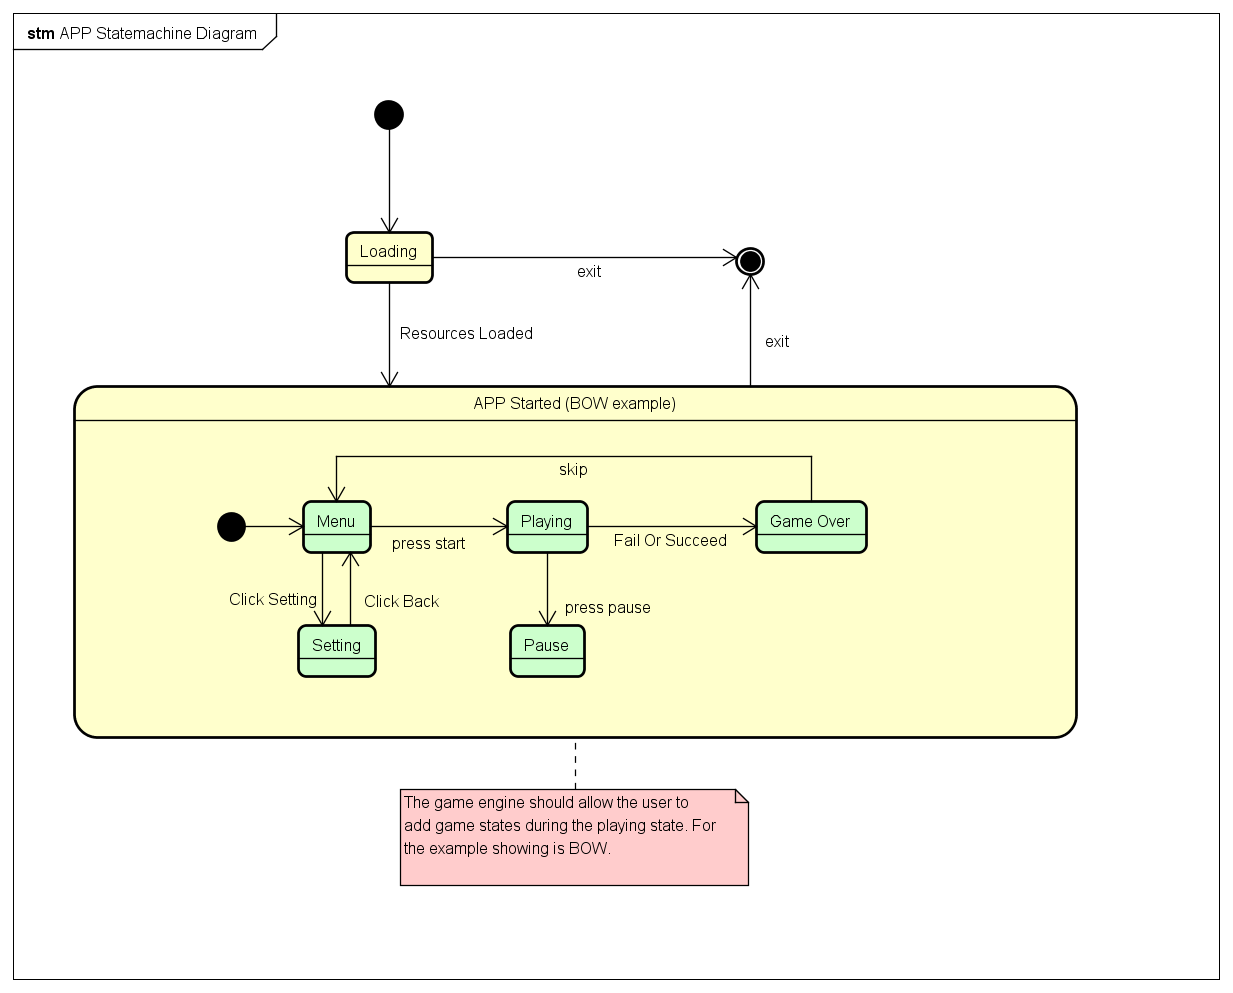 stm APP Statemachine Diagram
Loading
exit
Resources Loaded
exit
APP Started (BOW example)
skip
Menu
Playing
Game Over
press start
Fail Or Succeed
Click Setting
Click Back
press pause
Setting
Pause
The game engine should allow the user to
add game states during the playing state. For
the example showing is BOW.